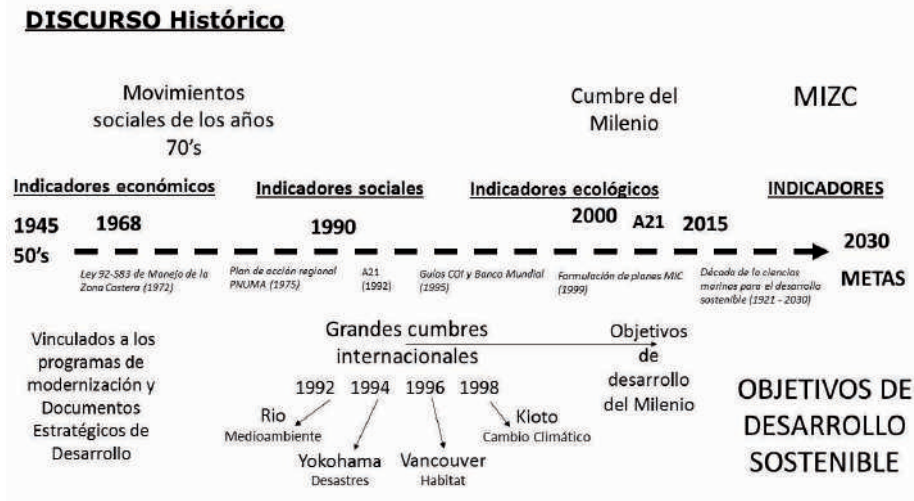 DISCURSO Histórico
Movimientos
sociales de los años
70's
Cumbre del
Milenio
MIZC
Indicadores económicos
Indicadores sociales
Indicadores ecológicos
INDICADORES
1945
50's
1968
1990
2000
A21
2015
2030
METAS
Ley 92-583 de Manejo de la
Zona Costera (1972)
Plan de acción regional
PNUMA (1975)
A21
(1992)
Guías COI y Banco Mundial
(1995)
Formulación de planes MIC
(1999)
Década de la ciencias
marinas para el desarrollo
sostenible (1921 - 2030)
Vinculados a los
programas de
modernización y
Documentos
Estratégicos de
Desarrollo
Grandes cumbres
internacionales
1992 1994 1996 1998
Rio
Medioambiente
Yokohama
Desastres
Vancouver
Habitat
Kioto
Cambio Climático
Objetivos
de
desarrollo
del Milenio
OBJETIVOS DE
DESARROLLO
SOSTENIBLE